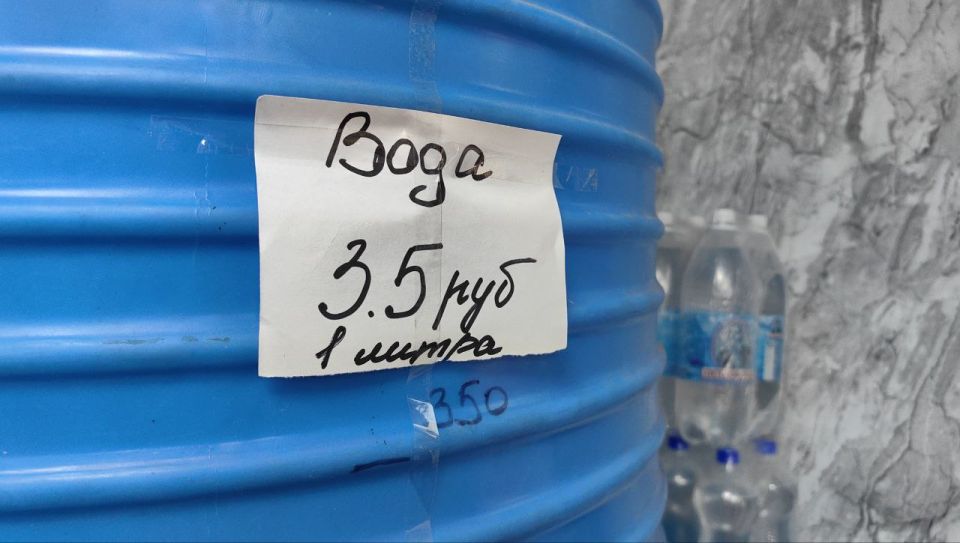 Вода
3.5 руб
1 литра
350